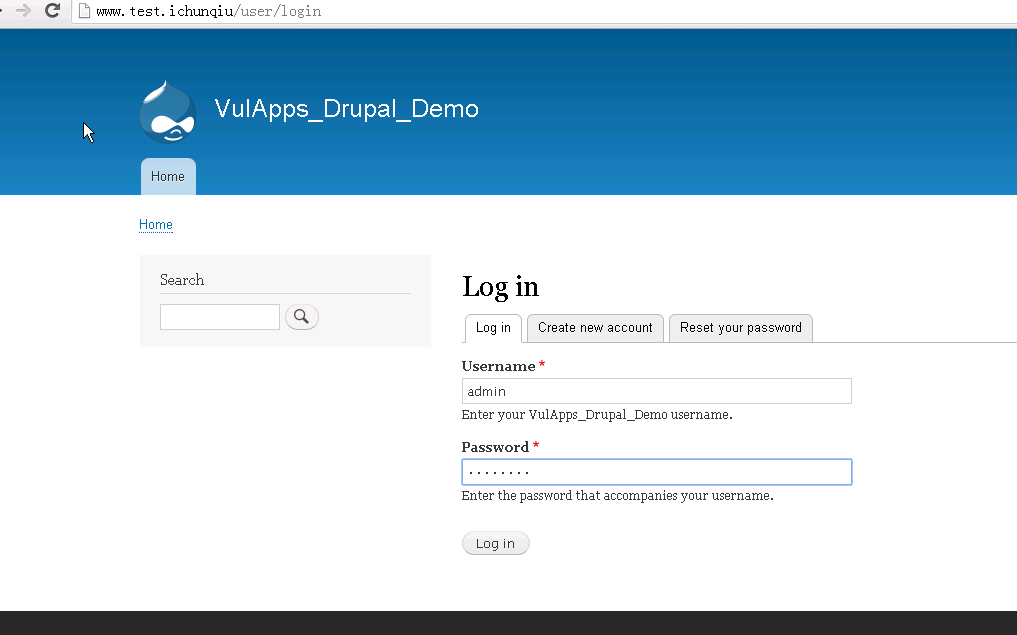 www.test.ichunqiu/user/login
VulApps_Drupal_Demo
Home
Home
Search
Log in
Log in Create new account Reset your password
Username *
admin
Enter your VulApps_Drupal_Demo username.
Password *
........
Enter the password that accompanies your username.
Log in